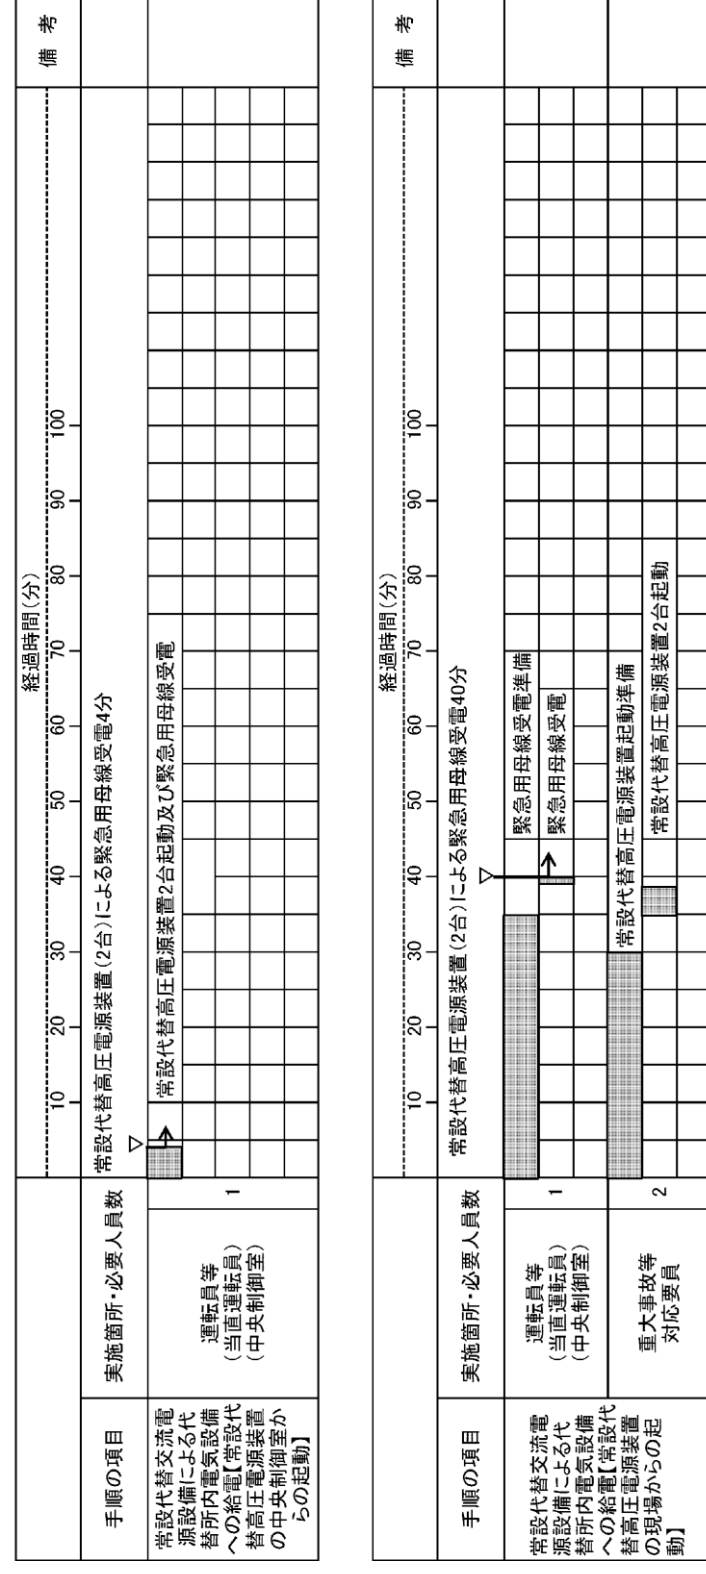 経過時間(分)
備 考
10
20
30
40
50
60
70
80
90
100
手順の項目
実施箇所・必要人員数
常設代替高圧電源装置(2台)による緊急用母線受電4分
▽
常設代替交流電
源設備による代
替所内電気設備
への給電【常設代
替高圧電源装置
の中央制御室か
らの起動】
運転員等
(当直運転員)
(中央制御室)
1
常設代替高圧電源装置2台起動及び緊急用母線受電
経過時間(分)
備 考
10
20
30
40
50
60
70
80
90
100
手順の項目
実施箇所・必要人員数
常設代替高圧電源装置(2台)による緊急用母線受電40分
▽
常設代替交流電
源設備による代
替所内電気設備
への給電【常設代
替高圧電源装置
の現場からの起
動】
運転員等
(当直運転員)
(中央制御室)
1
緊急用母線受電準備
緊急用母線受電
重大事故等
対応要員
2
常設代替高圧電源装置起動準備
常設代替高圧電源装置2台起動